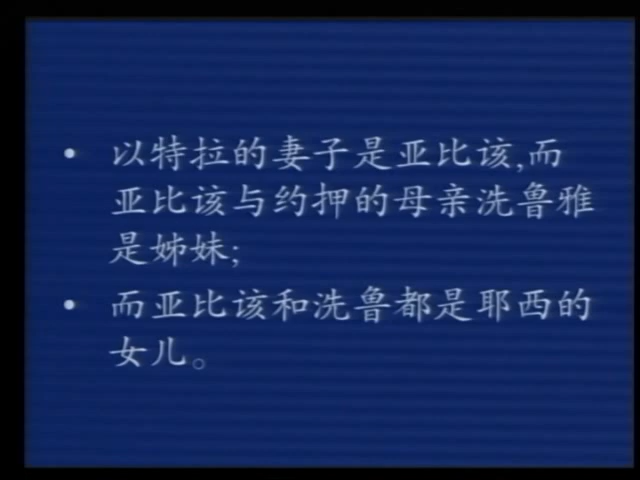 • 以特拉的妻子是亚比该,而
亚比该与约押的母亲洗鲁雅
是姊妹;
• 而亚比该和洗鲁都是耶西的
女儿。